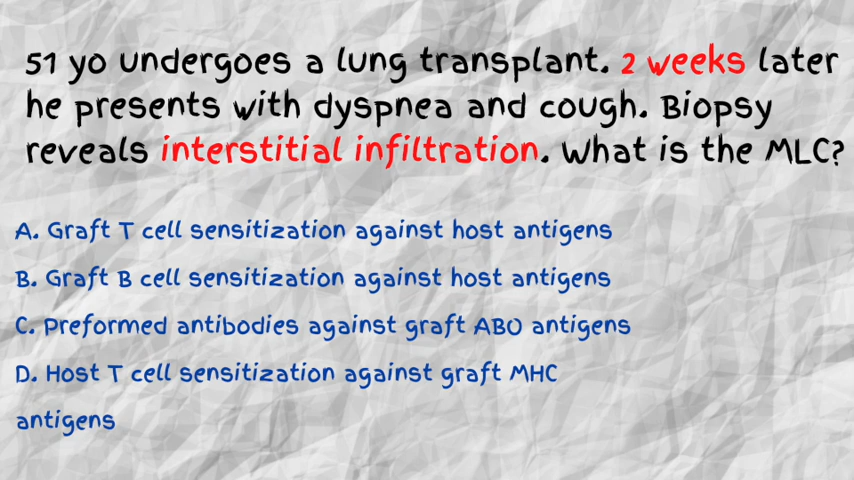 51 yo undergoes a lung transplant. 2 weeks later
he presents with dyspnea and cough. Biopsy
reveals interstitial infiltration. What is the MLC?
A. Graft T cell sensitization against host antigens
B. Graft B cell sensitization against host antigens
C. Preformed antibodies against graft ABO antigens
D. Host T cell sensitization against graft MHC
antigens